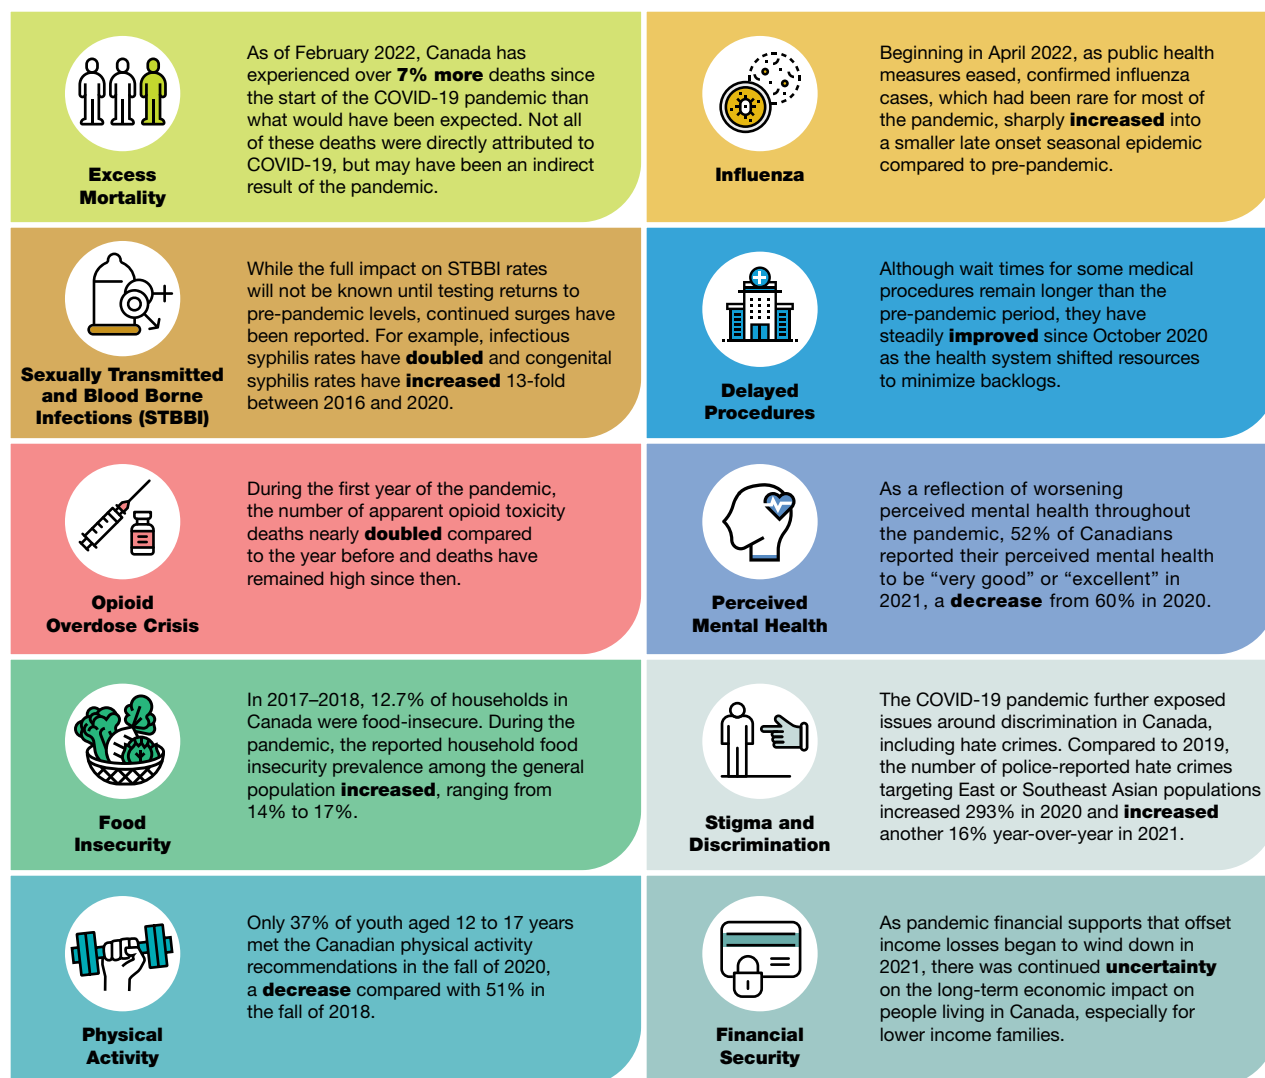 Excess
Mortality
As of February 2022, Canada has
experienced over 7% more deaths since
the start of the COVID-19 pandemic than
what would have been expected. Not all
of these deaths were directly attributed to
COVID-19, but may have been an indirect
result of the pandemic.
Influenza
Beginning in April 2022, as public health
measures eased, confirmed influenza
cases, which had been rare for most of
the pandemic, sharply increased into
a smaller late onset seasonal epidemic
compared to pre-pandemic.
Sexually Transmitted
and Blood Borne
Infections (STBBI)
While the full impact on STBBI rates
will not be known until testing returns to
pre-pandemic levels, continued surges have
been reported. For example, infectious
syphilis rates have doubled and congenital
syphilis rates have increased 13-fold
between 2016 and 2020.
Delayed
Procedures
Although wait times for some medical
procedures remain longer than the
pre-pandemic period, they have
steadily improved since October 2020
as the health system shifted resources
to minimize backlogs.
Opioid
Overdose Crisis
During the first year of the pandemic,
the number of apparent opioid toxicity
deaths nearly doubled compared
to the year before and deaths have
remained high since then.
Perceived
Mental Health
As a reflection of worsening
perceived mental health throughout
the pandemic, 52% of Canadians
reported their perceived mental health
to be “very good” or “excellent” in
2021, a decrease from 60% in 2020.
Food
Insecurity
In 2017–2018, 12.7% of households in
Canada were food-insecure. During the
pandemic, the reported household food
insecurity prevalence among the general
population increased, ranging from
14% to 17%.
Stigma and
Discrimination
The COVID-19 pandemic further exposed
issues around discrimination in Canada,
including hate crimes. Compared to 2019,
the number of police-reported hate crimes
targeting East or Southeast Asian populations
increased 293% in 2020 and increased
another 16% year-over-year in 2021.
Physical
Activity
Only 37% of youth aged 12 to 17 years
met the Canadian physical activity
recommendations in the fall of 2020,
a decrease compared with 51% in
the fall of 2018.
Financial
Security
As pandemic financial supports that offset
income losses began to wind down in
2021, there was continued uncertainty
on the long-term economic impact on
people living in Canada, especially for
lower income families.